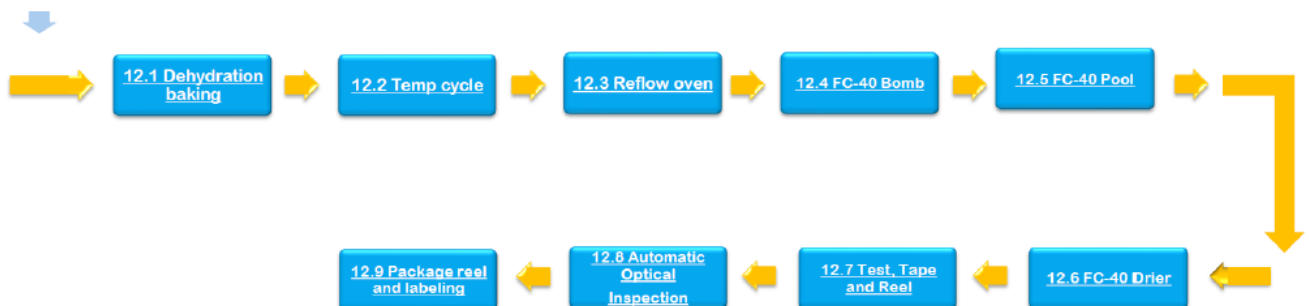 12.1 Dehydration
baking
12.2 Temp cycle
12.3 Reflow oven
12.4 FC-40 Bomb
12.5 FC-40 Pool
12.6 FC-40 Drier
12.7 Test, Tape
and Reel
12.8 Automatic
Optical
Inspection
12.9 Package reel
and labeling